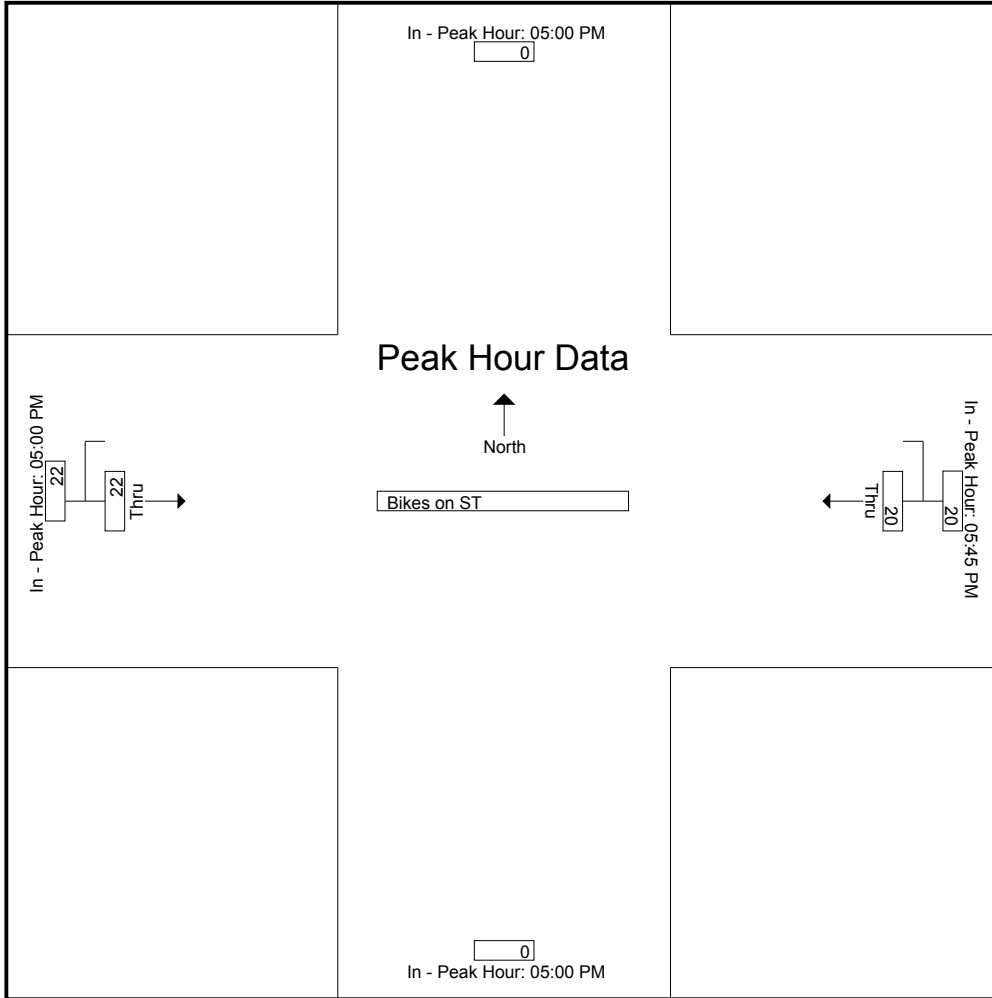 In - Peak Hour: 05:00 PM
0
Peak Hour Data
North
Bikes on ST
In - Peak Hour: 05:00 PM
22
22
Thru
Thru
20
20
In - Peak Hour: 05:45 PM
0
In - Peak Hour: 05:00 PM